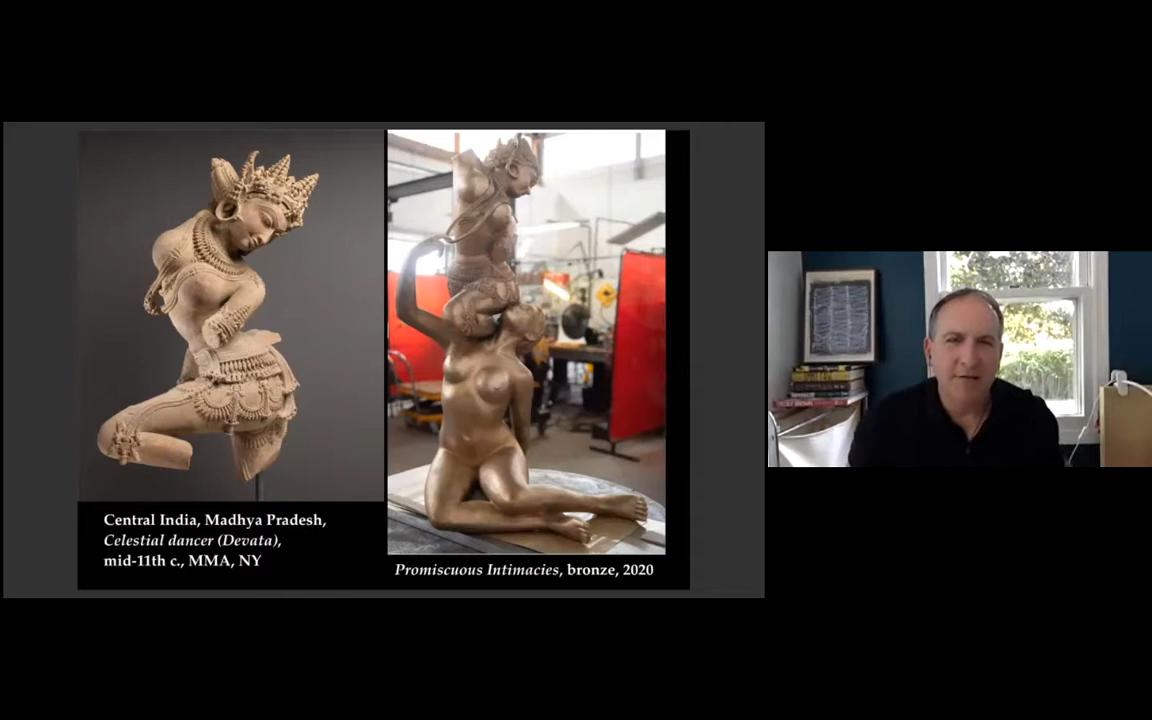 Central India, Madhya Pradesh,
Celestial dancer (Devata),
mid-11th c., MMA, NY
Promiscuous Intimacies, bronze, 2020